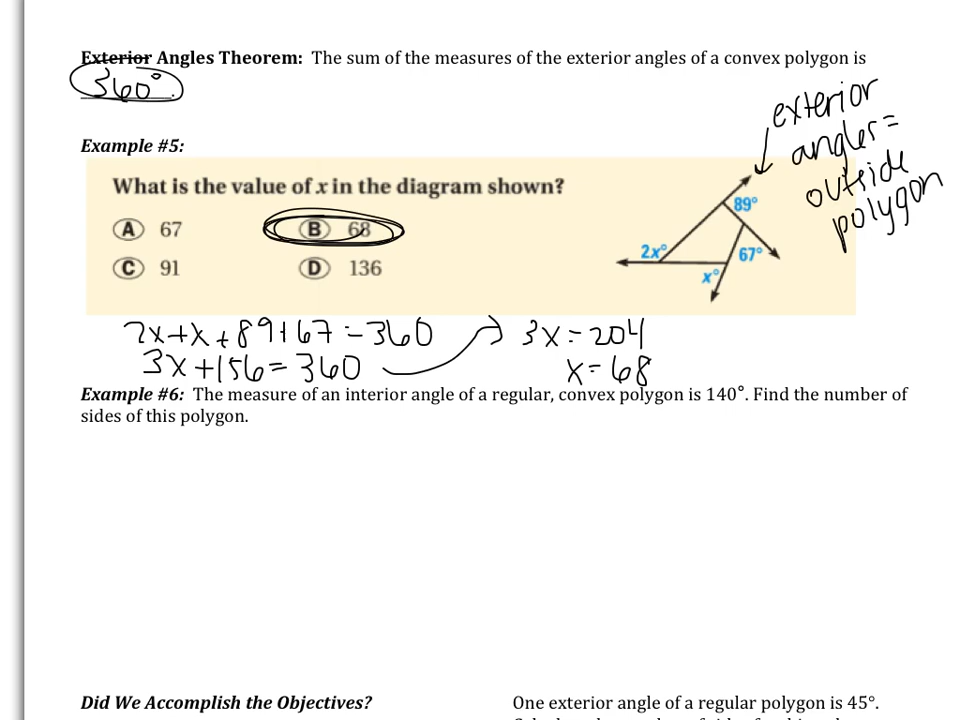 Exterior Angles Theorem: The sum of the measures of the exterior angles of a convex polygon is
360°.
exterior
angles =
outside
polygon
Example #5:
What is the value of x in the diagram shown?
A 67
B 68
C 91
D 136
89°
2x°
67°
x°
2x+x+89+67=360
3x=204
3x+156=360
x=68
Example #6: The measure of an interior angle of a regular, convex polygon is 140°. Find the number of
sides of this polygon.
Did We Accomplish the Objectives?
One exterior angle of a regular polygon is 45°.